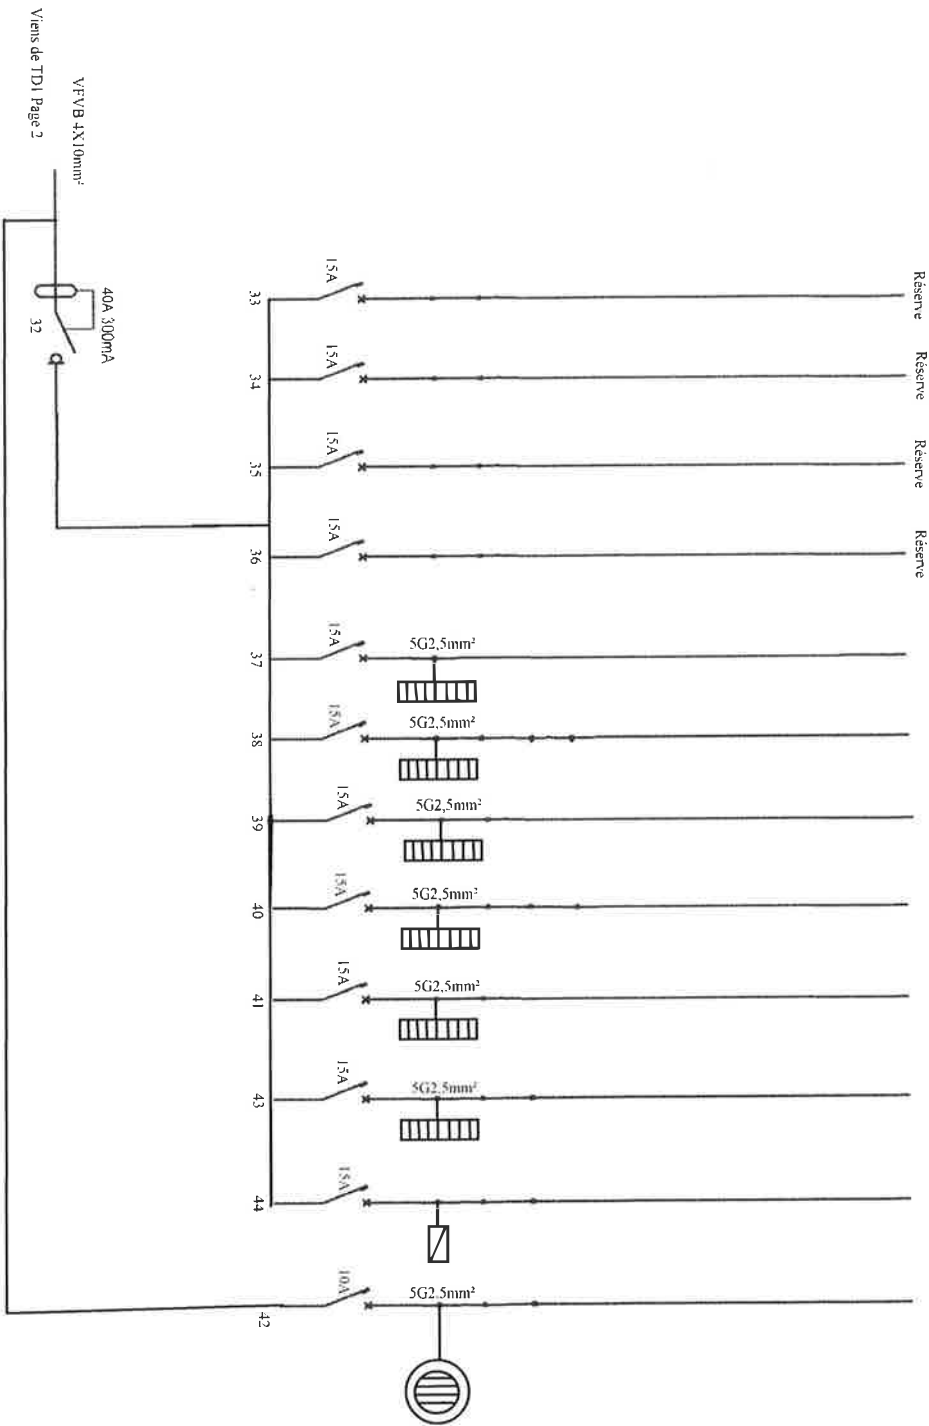 Viens de TD1 Page 2
VFVB 4X10mm²
40A 300mA
32
15A
33
Réserve
15A
34
Réserve
15A
35
Réserve
15A
36
Réserve
15A
37
5G2,5mm²
15A
38
5G2,5mm²
15A
39
5G2,5mm²
15A
40
5G2,5mm²
15A
41
5G2,5mm²
15A
43
5G2,5mm²
15A
44
10A
42
5G2,5mm²